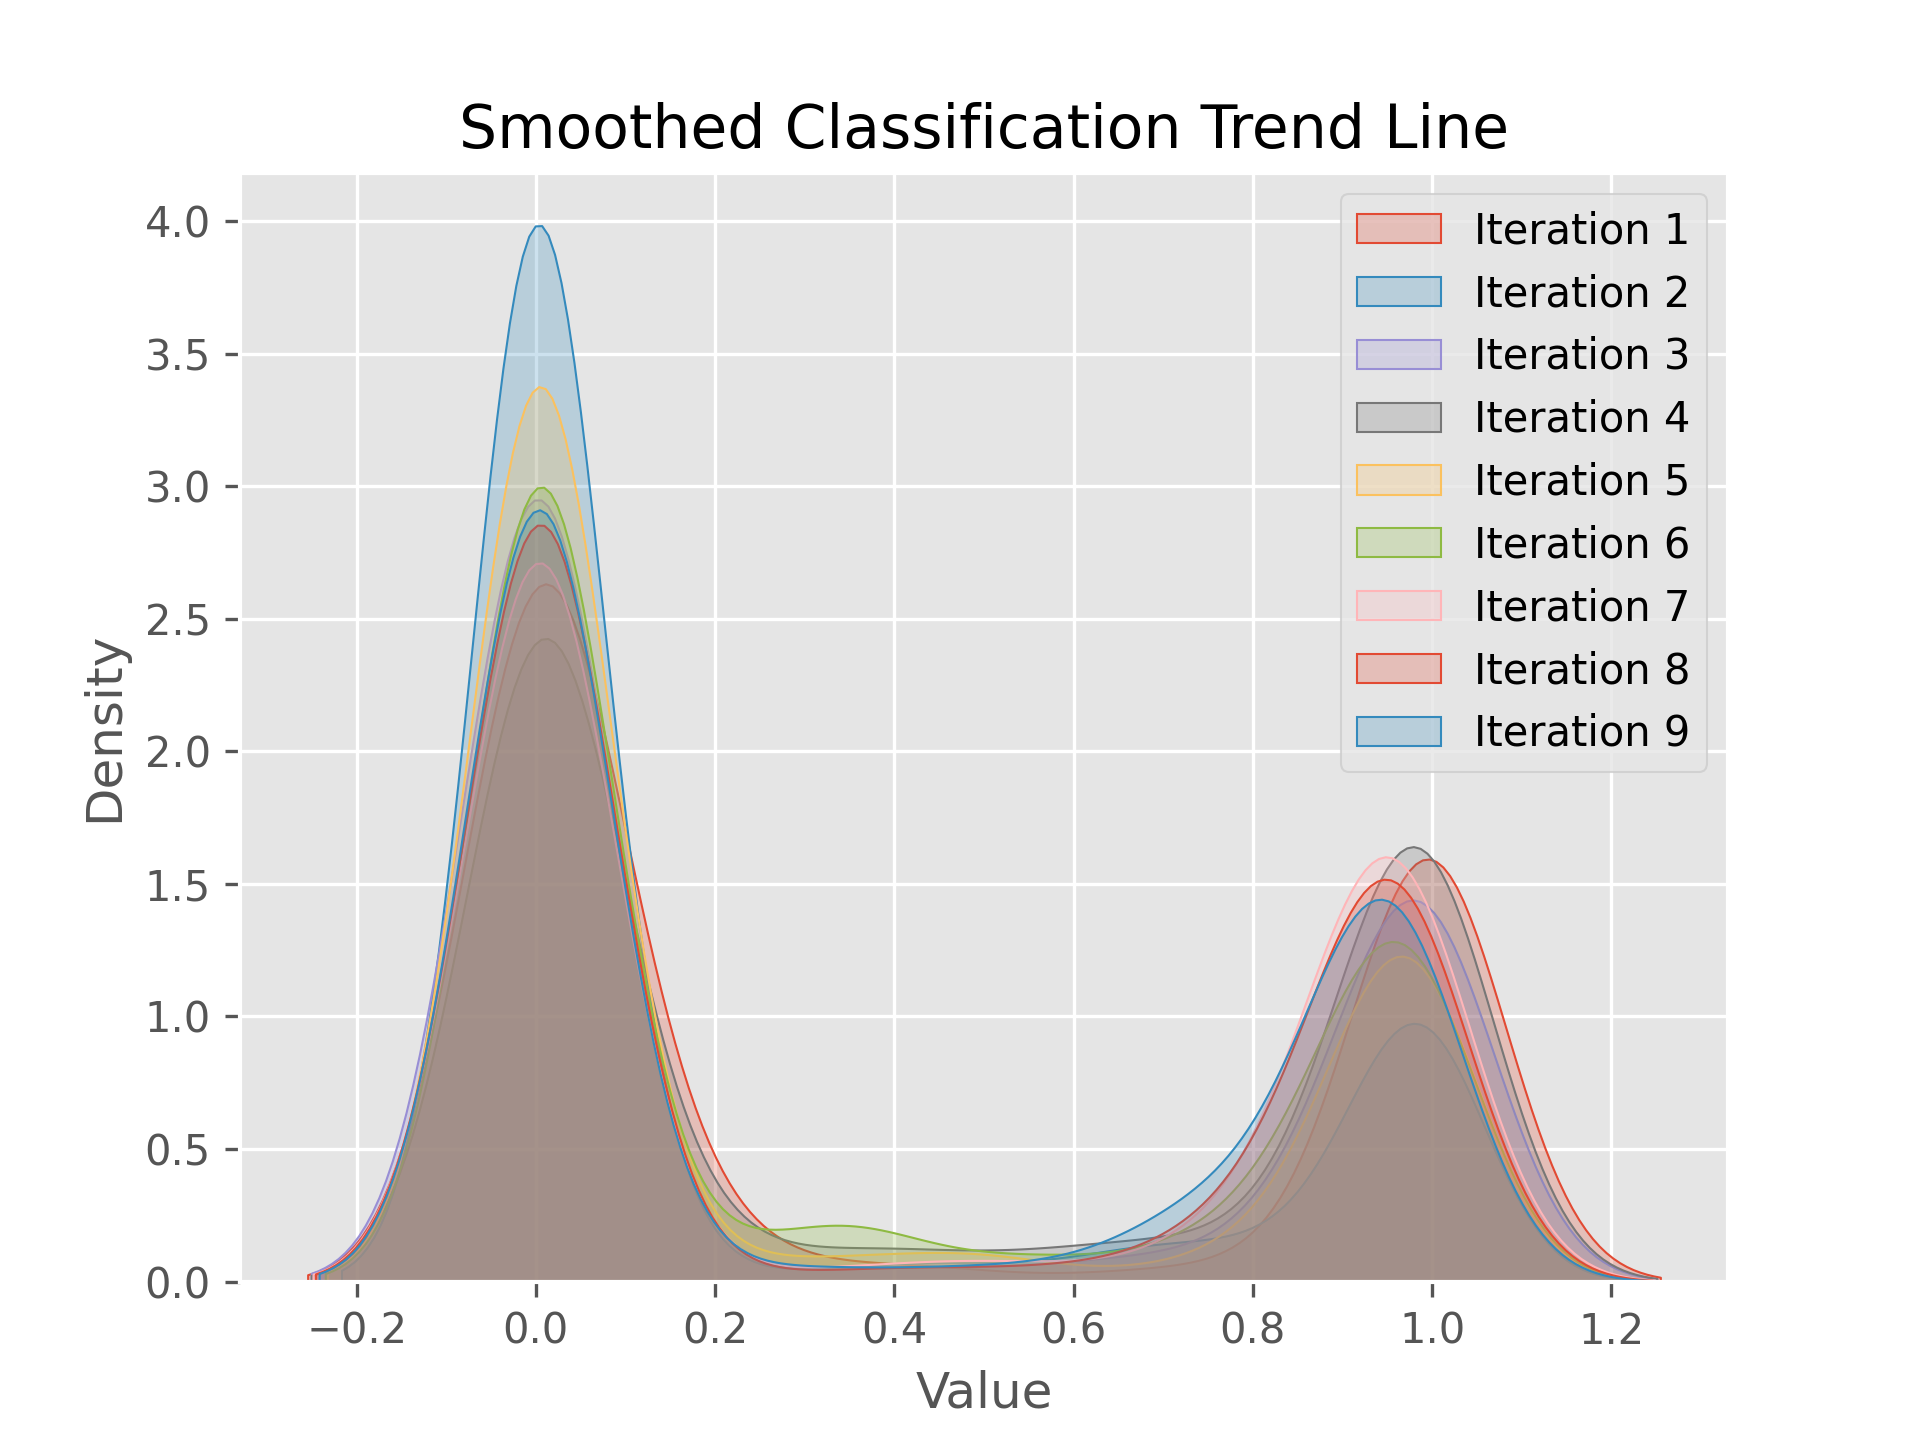 Smoothed Classification Trend Line
4.0
3.5
3.0
2.5
2.0
1.5
1.0
0.5
0.0
Density
−0.2 0.0 0.2 0.4 0.6 0.8 1.0 1.2
Value
Iteration 1
Iteration 2
Iteration 3
Iteration 4
Iteration 5
Iteration 6
Iteration 7
Iteration 8
Iteration 9